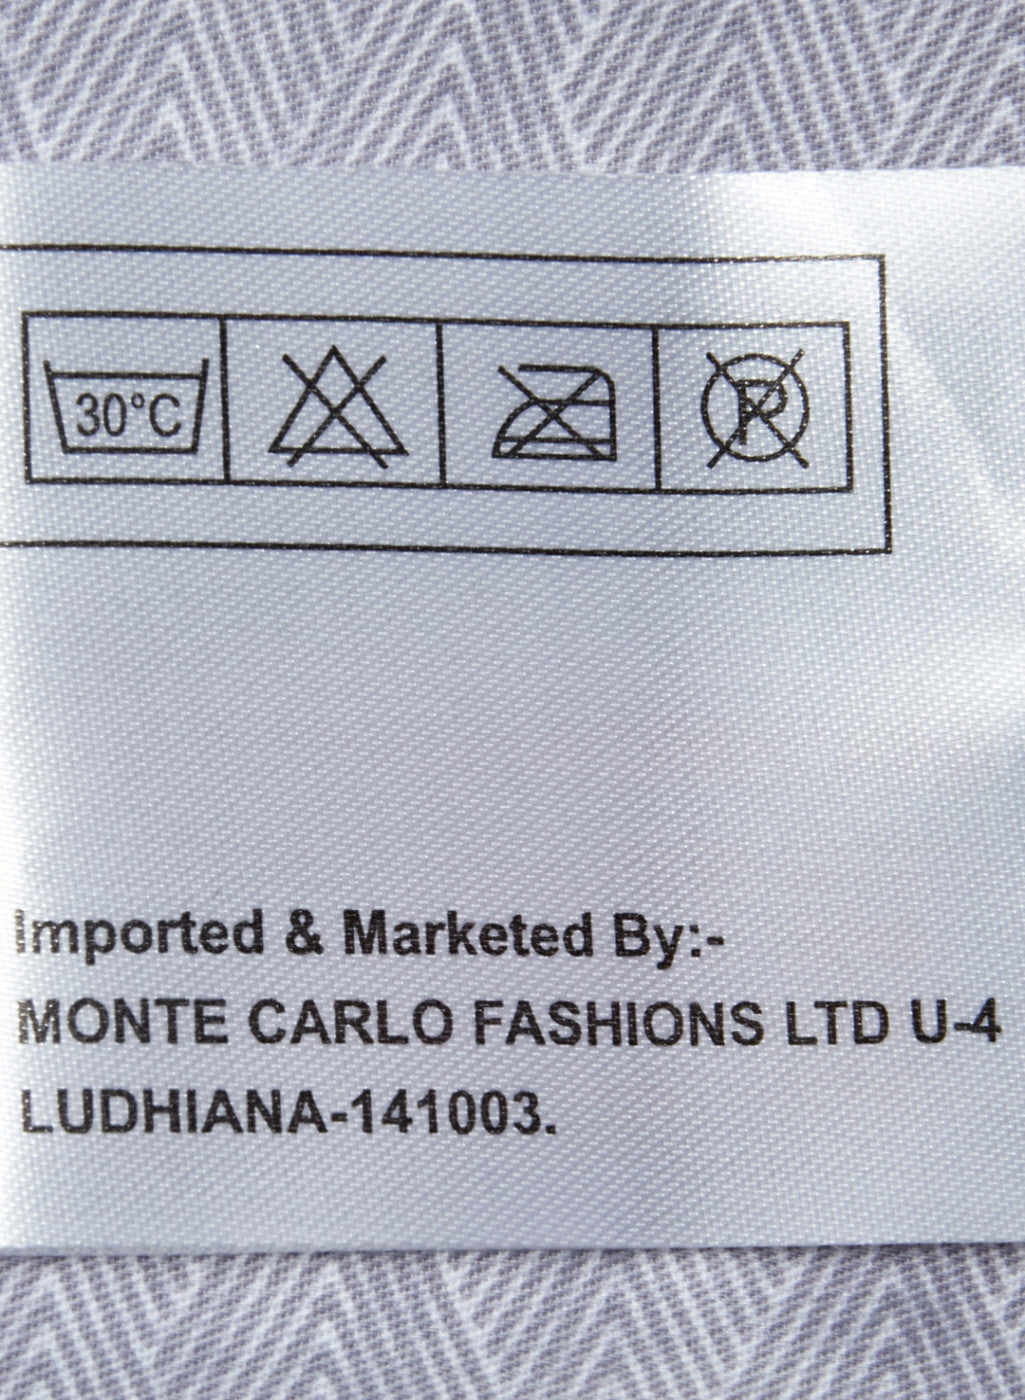 30°C
P
Imported & Marketed By:-
MONTE CARLO FASHIONS LTD U-4
LUDHIANA-141003.